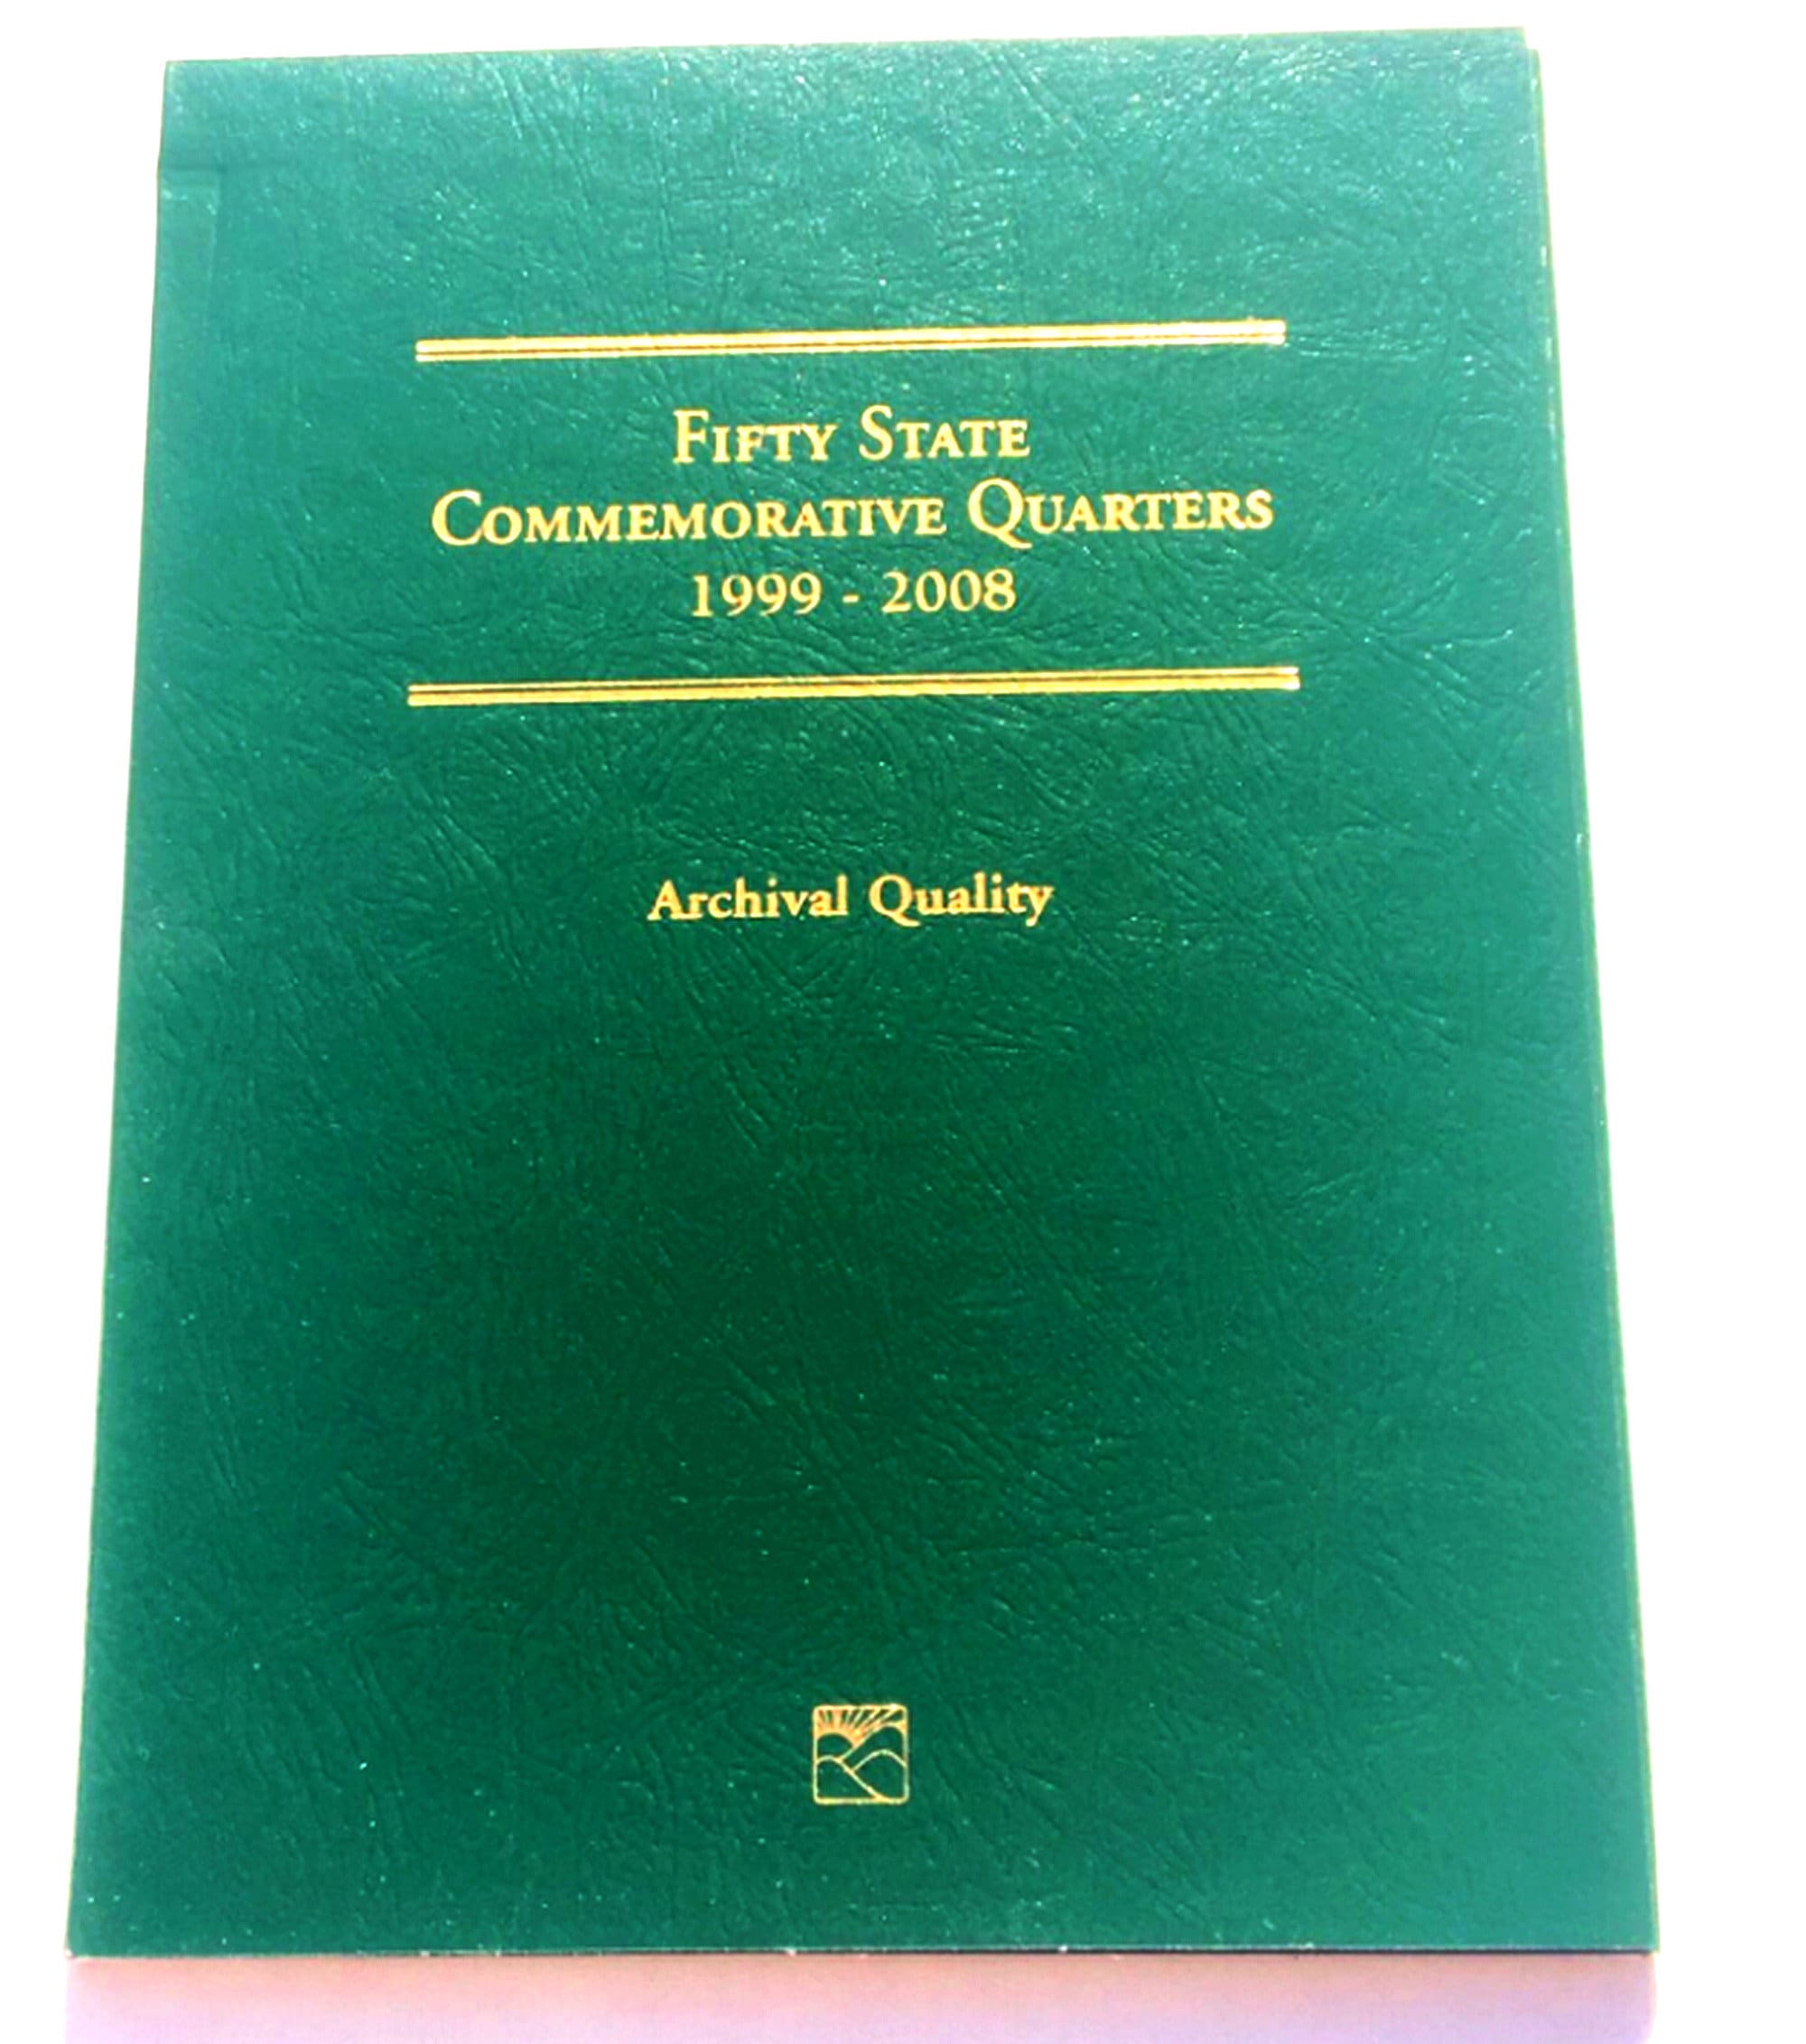 FIFTY STATE
COMMEMORATIVE QUARTERS
1999 - 2008
Archival Quality